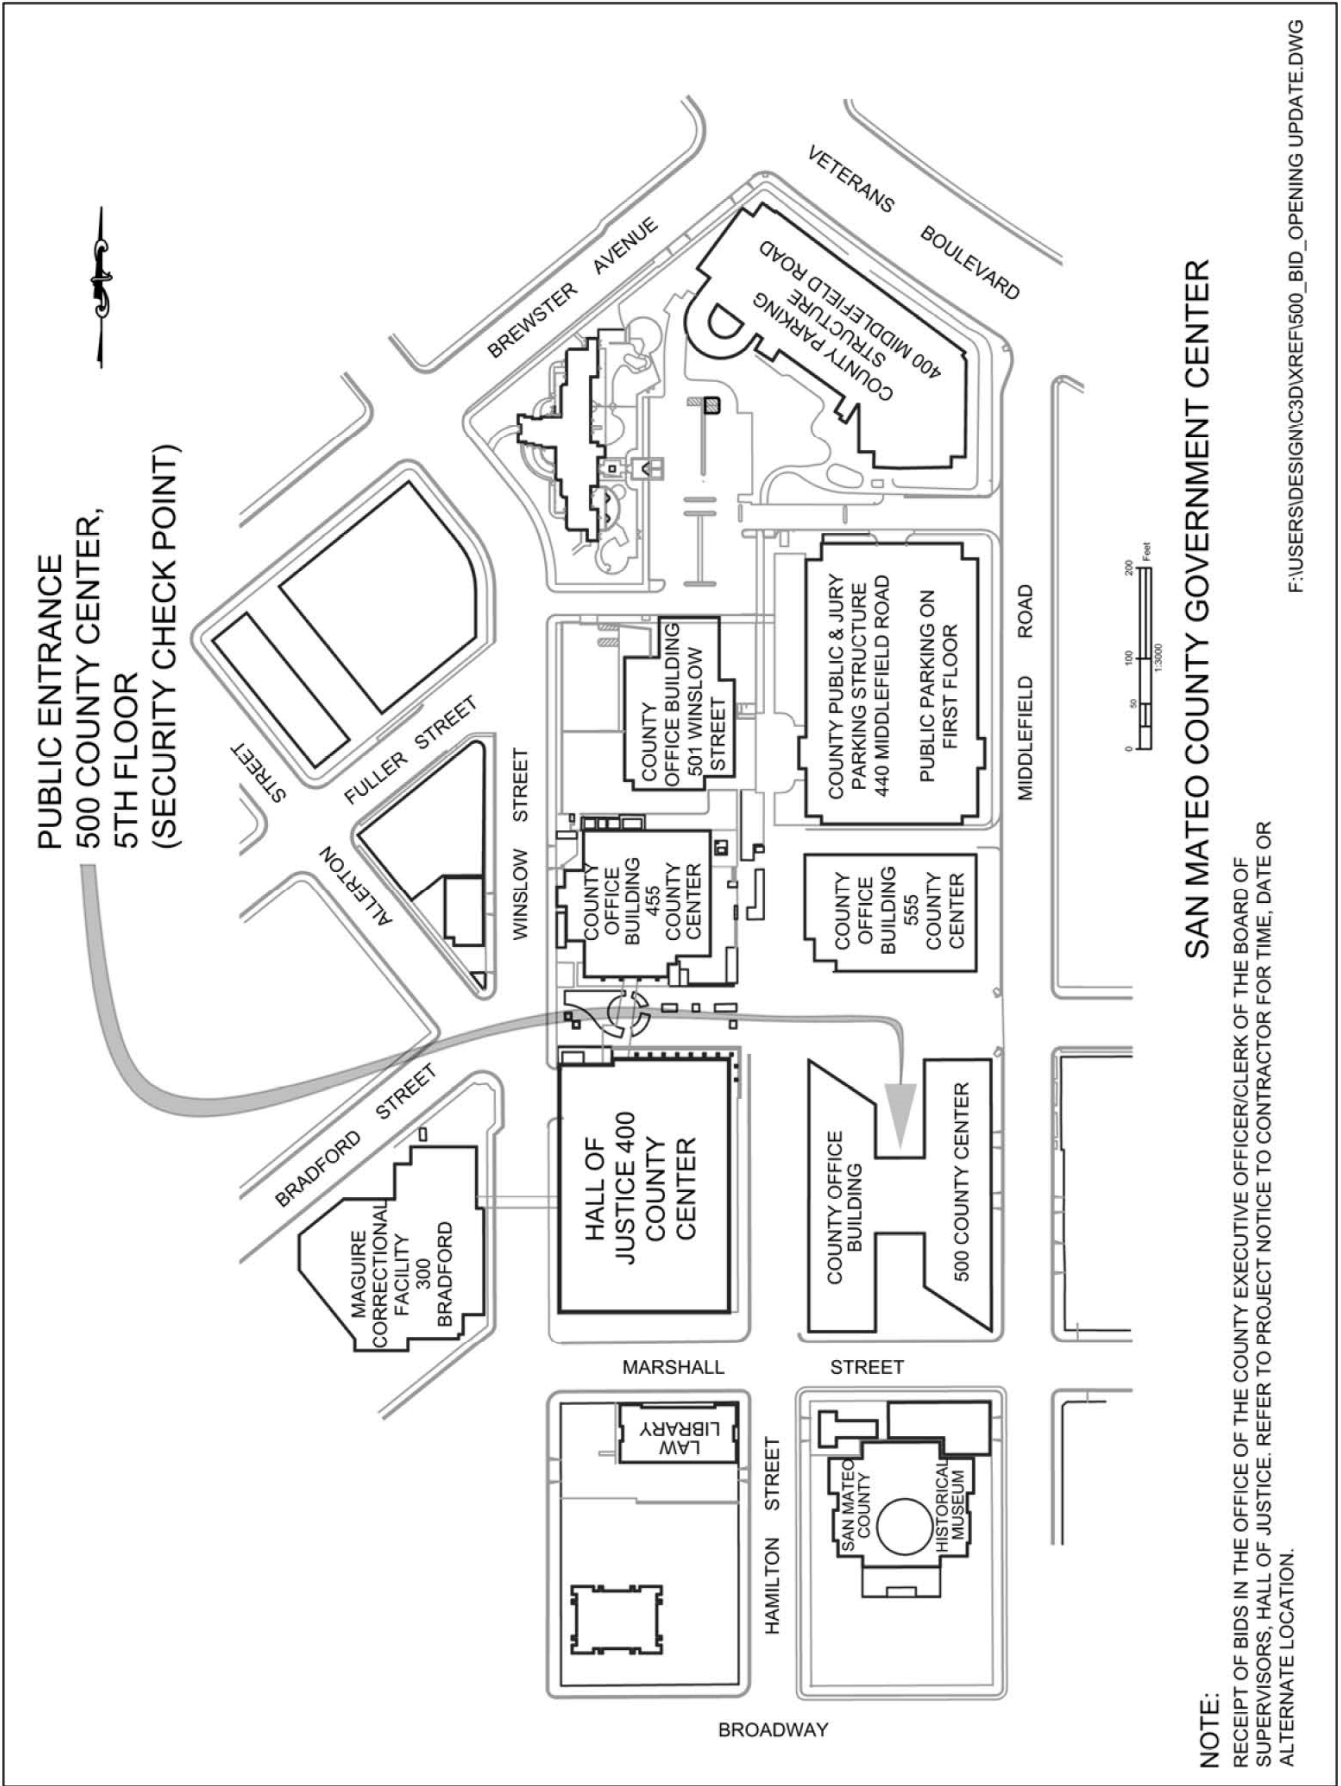 PUBLIC ENTRANCE
500 COUNTY CENTER,
5TH FLOOR
(SECURITY CHECK POINT)
BREWSTER AVENUE
VETERANS BOULEVARD
COUNTY PARKING
STRUCTURE
400 MIDDLEFIELD ROAD
STREET
FULLER STREET
ALLERTON
WINSLOW STREET
BRADFORD STREET
MAGUIRE
CORRECTIONAL
FACILITY
300
BRADFORD
COUNTY
OFFICE BUILDING
501 WINSLOW
STREET
COUNTY PUBLIC & JURY
PARKING STRUCTURE
440 MIDDLEFIELD ROAD
PUBLIC PARKING ON
FIRST FLOOR
COUNTY
OFFICE
BUILDING
455
COUNTY
CENTER
COUNTY
OFFICE
BUILDING
555
COUNTY
CENTER
HALL OF
JUSTICE 400
COUNTY
CENTER
COUNTY OFFICE
BUILDING
500 COUNTY CENTER
MIDDLEFIELD ROAD
MARSHALL STREET
LAW
LIBRARY
HAMILTON STREET
SAN MATEO
COUNTY
HISTORICAL
MUSEUM
BROADWAY
0 50 100 200
Feet
1:3000
SAN MATEO COUNTY GOVERNMENT CENTER
NOTE:
RECEIPT OF BIDS IN THE OFFICE OF THE COUNTY EXECUTIVE OFFICER/CLERK OF THE BOARD OF
SUPERVISORS, HALL OF JUSTICE. REFER TO PROJECT NOTICE TO CONTRACTOR FOR TIME, DATE OR
ALTERNATE LOCATION.
F:\USERS\DESIGN\C3D\XREF\500_BID_OPENING UPDATE.DWG